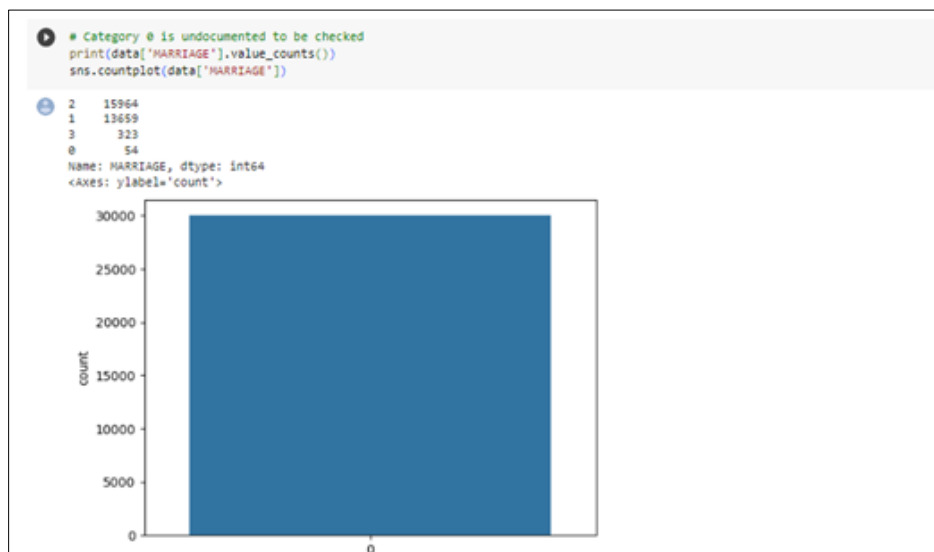 # Category 0 is undocumented to be checked
print(data['MARRIAGE'].value_counts())
sns.countplot(data['MARRIAGE'])
2    15964
1    13659
3    323
0    54
Name: MARRIAGE, dtype: int64
<Axes: ylabel='count'>
30000
25000
20000
count
15000
10000
5000
0
0